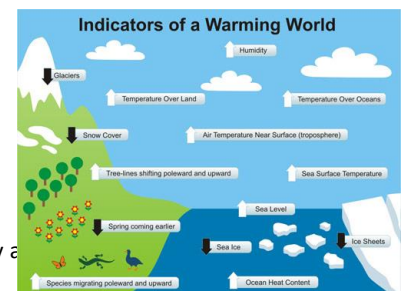 Indicators of a Warming World
Humidity
Glaciers
Temperature Over Land
Temperature Over Oceans
Snow Cover
Air Temperature Near Surface (troposphere)
Tree-lines shifting poleward and upward
Sea Surface Temperature
Sea Level
Spring coming earlier
Sea Ice
Ice Sheets
Species migrating poleward and upward
Ocean Heat Content